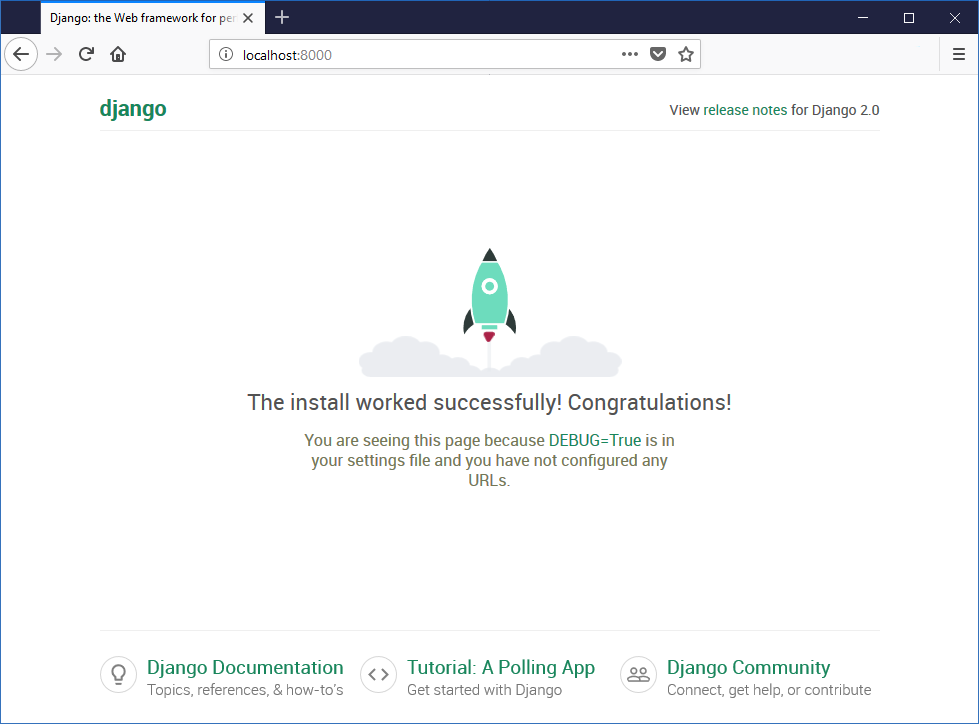 Django: the Web framework for per
localhost:8000
django
View release notes for Django 2.0
The install worked successfully! Congratulations!
You are seeing this page because DEBUG=True is in
your settings file and you have not configured any
URLs.
Django Documentation
Topics, references, & how-to's
Tutorial: A Polling App
Get started with Django
Django Community
Connect, get help, or contribute